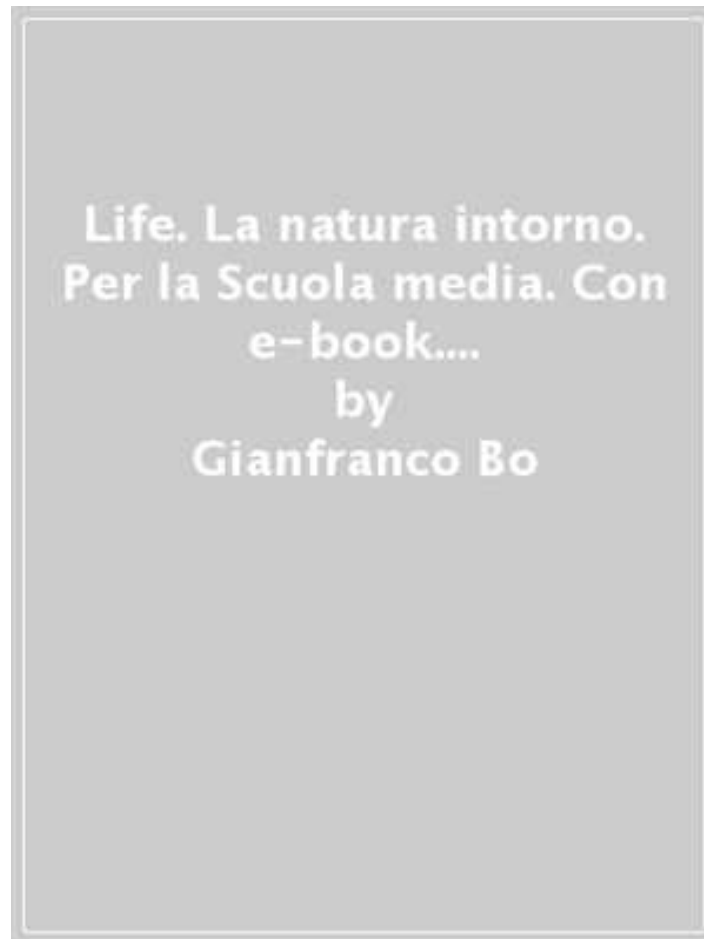 Life. La natura intorno.
Per la Scuola media. Con
e-book....
by
Gianfranco Bo